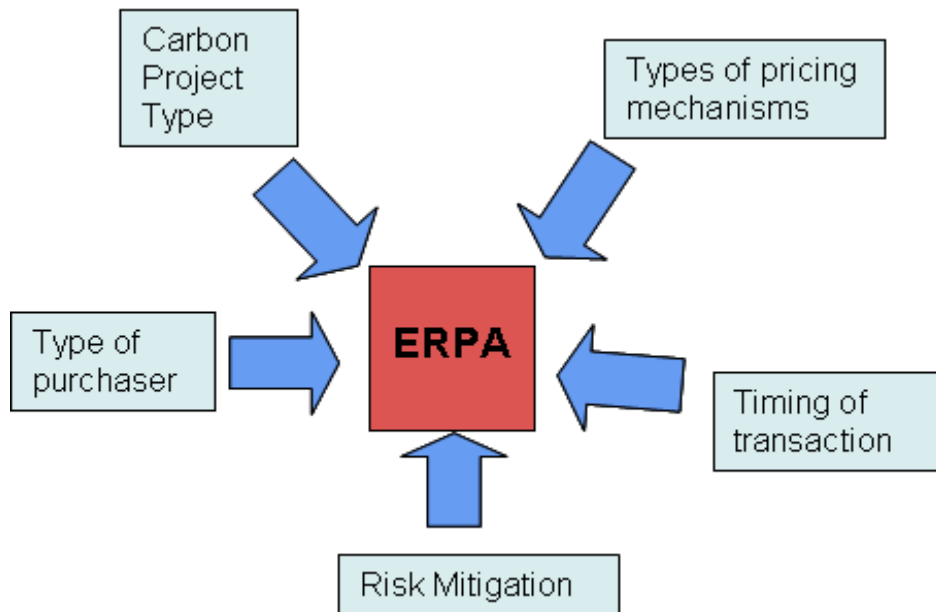 Carbon
Project
Type
Types of pricing
mechanisms
ERPA
Type of
purchaser
Timing of
transaction
Risk Mitigation